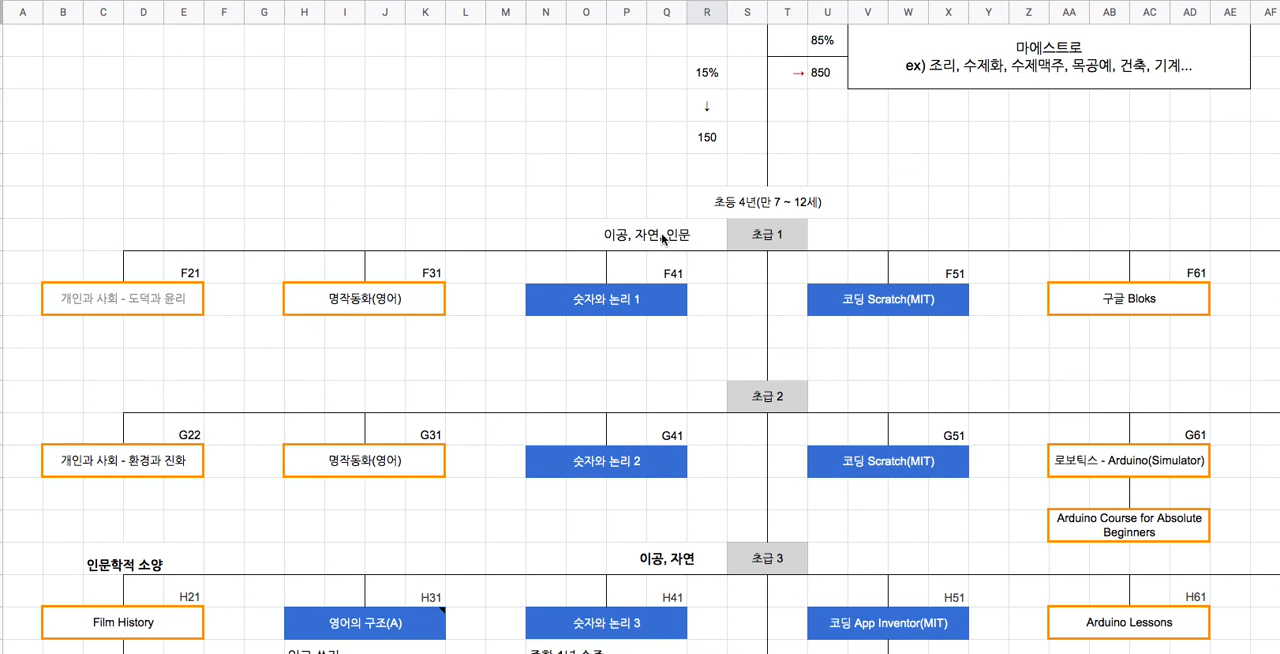 A B C D E F G H I J K L M N O P Q R S T U V W X Y Z AA AB AC AD AE AF
85%
마에스트로
ex) 조리, 수제화, 수제맥주, 목공예, 건축, 기계...
15%
→ 850
↓
150
초등 4년(만 7 ~ 12세)
이공, 자연, 인문
초급 1
F21 F31 F41 F51 F61
개인과 사회 - 도덕과 윤리
명작동화(영어)
숫자와 논리 1
코딩 Scratch(MIT)
구글 Bloks
초급 2
G22 G31 G41 G51 G61
개인과 사회 - 환경과 진화
명작동화(영어)
숫자와 논리 2
코딩 Scratch(MIT)
로보틱스 - Arduino(Simulator)
Arduino Course for Absolute
Beginners
인문학적 소양
이공, 자연
초급 3
H21 H31 H41 H51 H61
Film History
영어의 구조(A)
숫자와 논리 3
코딩 App Inventor(MIT)
Arduino Lessons